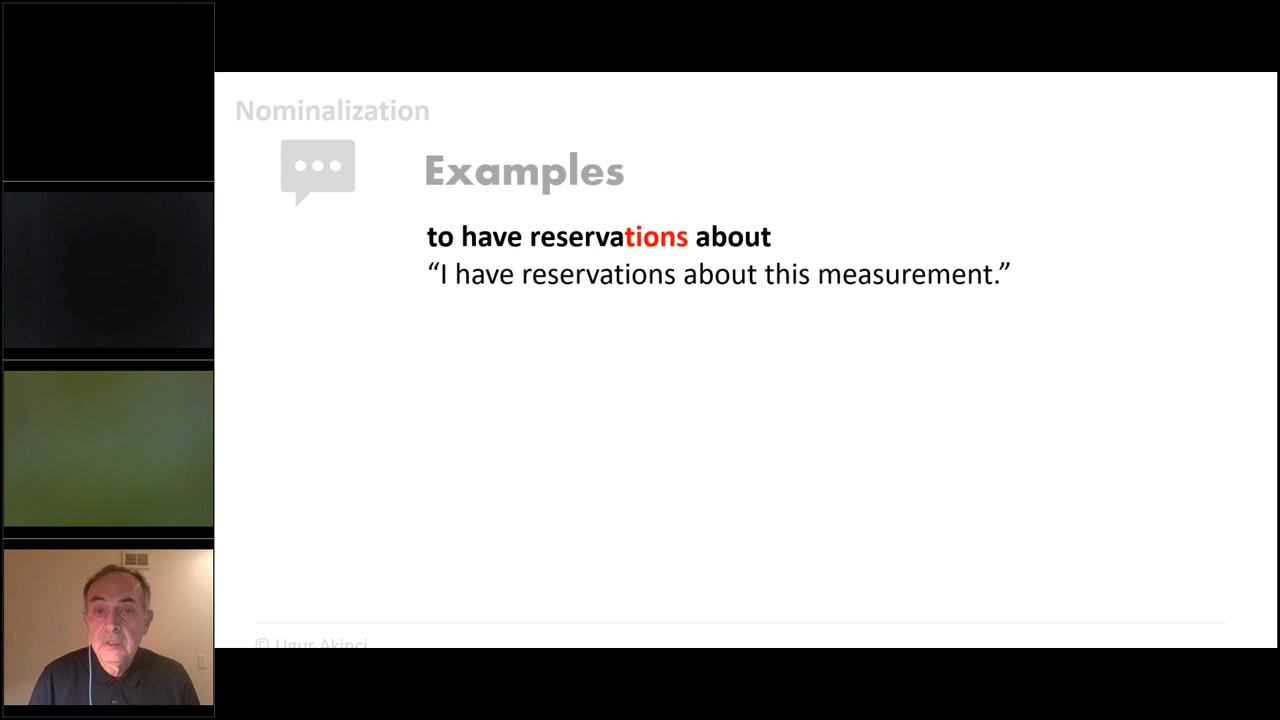 Nominalization
Examples
to have reservations about
“I have reservations about this measurement.”
© Ugur Akinci